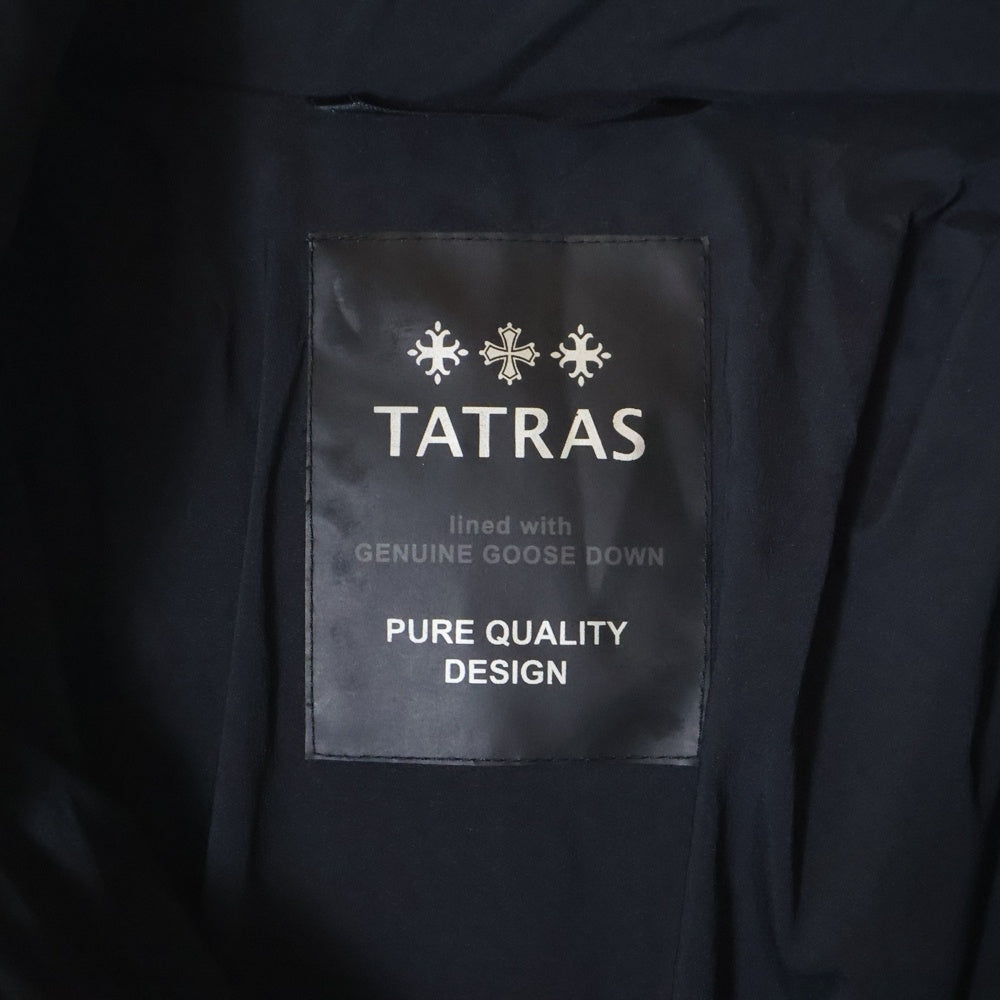 TATRAS
lined with
GENUINE GOOSE DOWN
PURE QUALITY
DESIGN